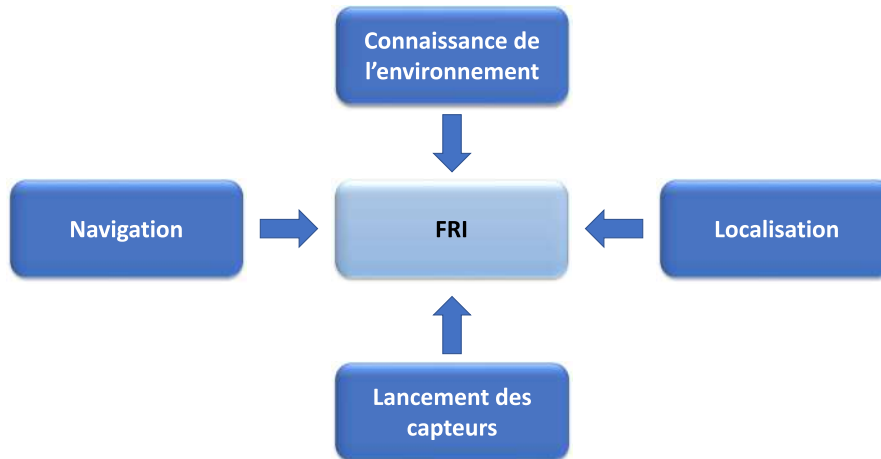 Connaissance de
l’environnement
Navigation
FRI
Localisation
Lancement des
capteurs